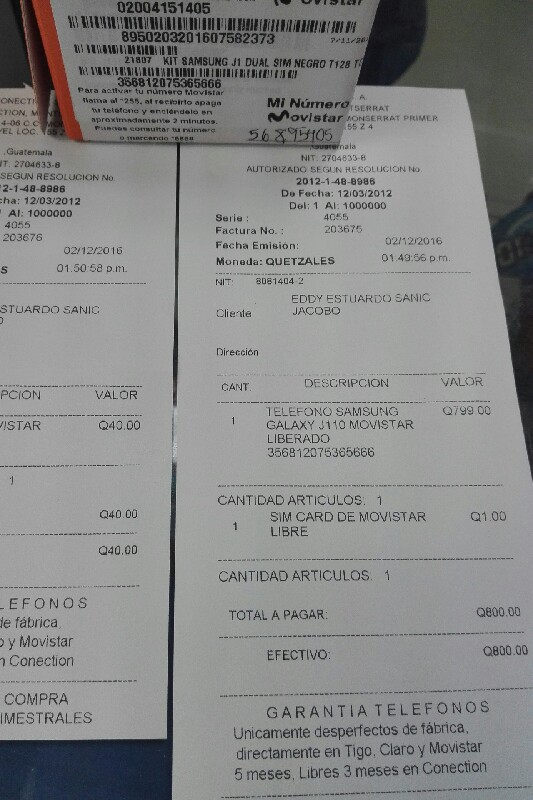 02004151405
Movistar
8950203201607582373
7/11/20
21807 KIT SAMSUNG J1 DUAL SIM NEGRO T128
356812075365666
Para activar tu número Movistar
llama al *255, al recibirlo apaga
tu teléfono y enciéndelo en
aproximadamente 2 minutos.
Puedes consultar tu número
o marcando
Mi Número
Movistar
VEL LOC.
,Guatemala
NIT: 2704633-8
SEGUN RESOLUCION No.
2-1-48-8986
cha: 12/03/2012
1 Al: 1000000
4055
203676
02/12/2016
S 01:50:58 p.m.
STUARDO SANIC
O
PCION VALOR
VISTAR Q40.00
1
Q40.00
Q40.00
LEFONOS
de fábrica,
o y Movistar
n Conection
COMPRA
IMESTRALES
A
TSERRAT
MONSERRAT PRIMER
55 Z 4
,Guatemala
NIT: 2704633-8
AUTORIZADO SEGUN RESOLUCION No.
2012-1-48-8986
De Fecha: 12/03/2012
Del: 1 Al: 1000000
Serie : 4055
Factura No. : 203675
Fecha Emisión: 02/12/2016
Moneda: QUETZALES 01:49:56 p.m.
NIT: 8081404-2
Cliente EDDY ESTUARDO SANIC
JACOBO
Dirección
CANT. DESCRIPCION VALOR
1 TELEFONO SAMSUNG Q799.00
GALAXY J110 MOVISTAR
LIBERADO
356812075365666
CANTIDAD ARTICULOS: 1
1 SIM CARD DE MOVISTAR Q1.00
LIBRE
CANTIDAD ARTICULOS: 1
TOTAL A PAGAR: Q800.00
EFECTIVO: Q800.00
GARANTIA TELEFONOS
Unicamente desperfectos de fábrica,
directamente en Tigo, Claro y Movistar
5 meses, Libres 3 meses en Conection